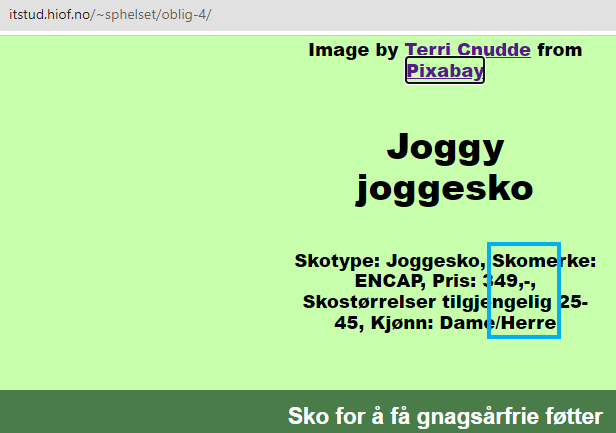 itstud.hiof.no/~sphelset/oblig-4/
Image by Terri Cnudde from
Pixabay
Joggy
joggesko
Skotype: Joggesko, Skomerke:
ENCAP, Pris: 349,-,
Skostørrelser tilgjengelig 25-
45, Kjønn: Dame/Herre
Sko for å få gnagsårfrie føtter